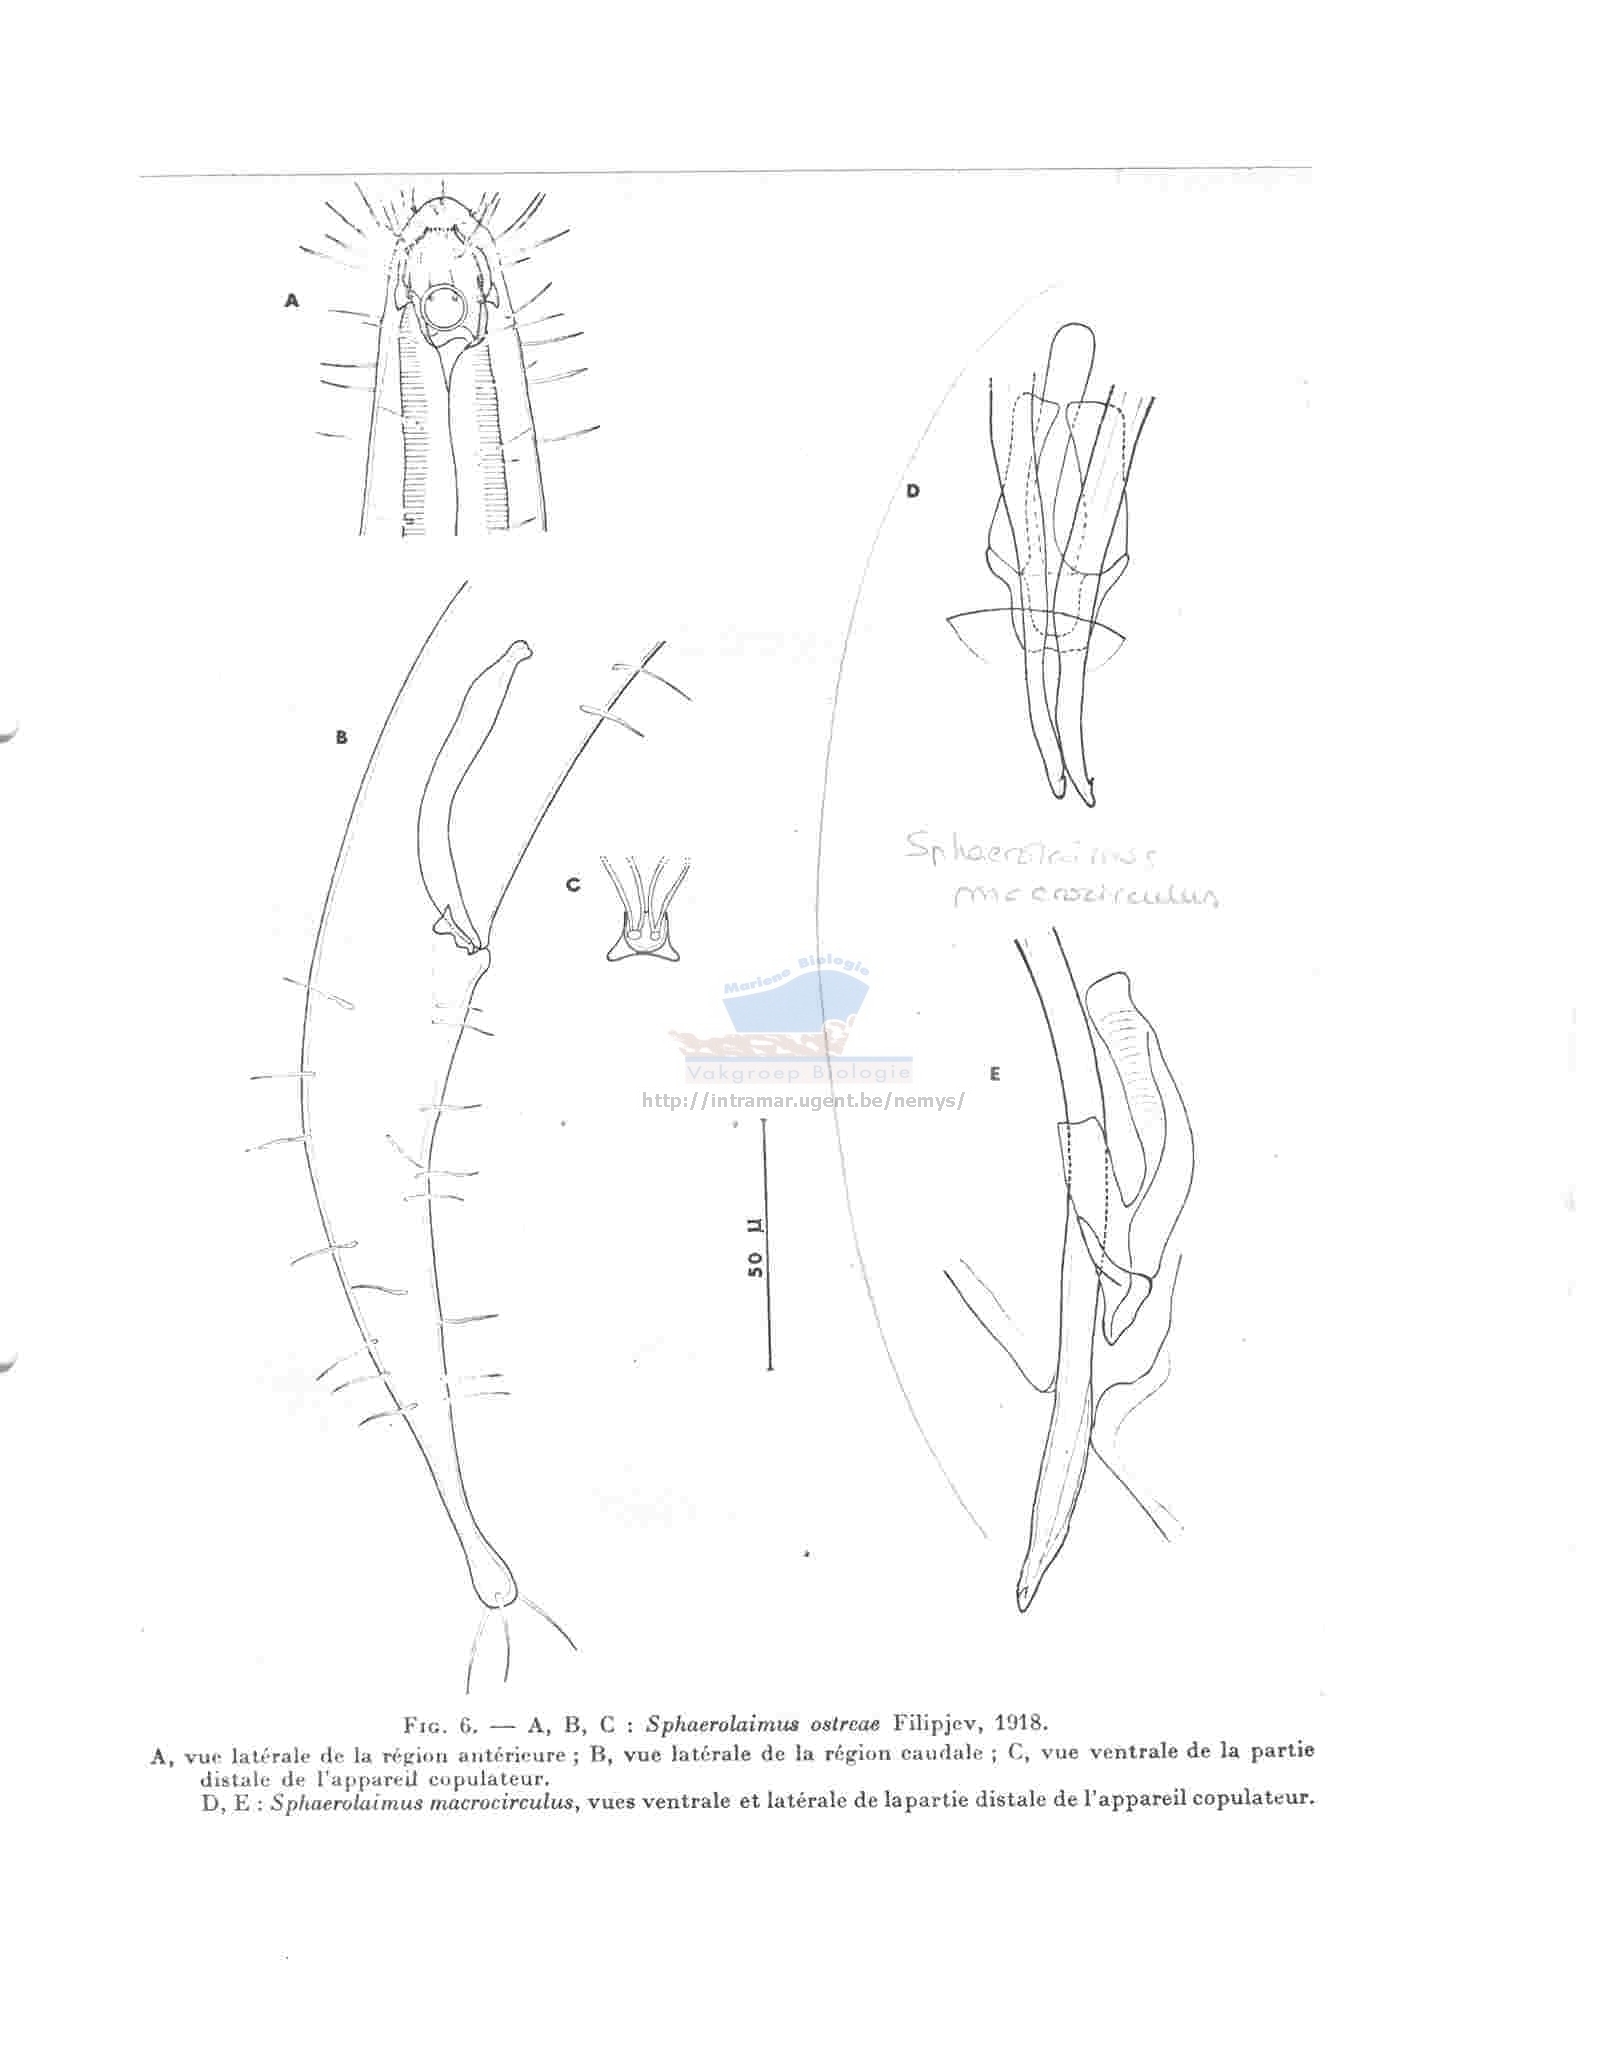 A
B
C
D
Sphaerolaimus
macrocirculus
E
Mariene Biologie
Vakgroep Biologie
http://intramar.ugent.be/nemys/
50 µ
FIG. 6. — A, B, C : Sphaerolaimus ostreae Filipjev, 1918.
A, vue latérale de la région antérieure ; B, vue latérale de la région caudale ; C, vue ventrale de la partie
distale de l'appareil copulateur.
D, E : Sphaerolaimus macrocirculus, vues ventrale et latérale de lapartie distale de l'appareil copulateur.